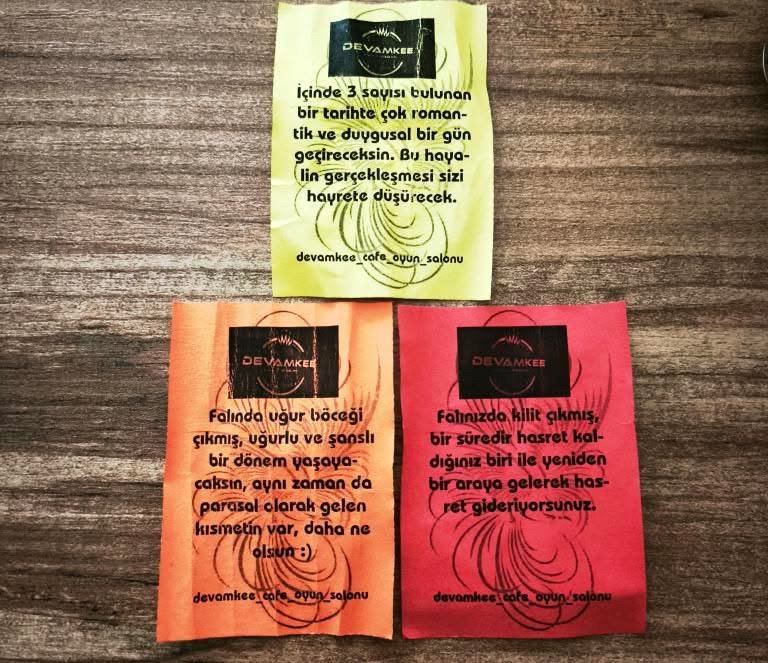 DEVAMKEE
İçinde 3 sayısı bulunan
bir tarihte çok roman-
tik ve duygusal bir gün
geçireceksin. Bu haya-
lin gerçekleşmesi sizi
hayrete düşürecek.
devamkee_cafe_oyun_salonu
DEVAMKEE
Falında uğur böceği
çıkmış, uğurlu ve şanslı
bir dönem yaşaya-
caksın, aynı zaman da
parasal olarak gelen
kısmetin var, daha ne
olsun :)
devamkee_cafe_oyun_salonu
DEVAMKEE
Falınızda kilit çıkmış,
bir süredir hasret kal-
dığınız biri ile yeniden
bir araya gelerek has-
ret gideriyorsunuz.
devamkee_cafe_oyun_salonu